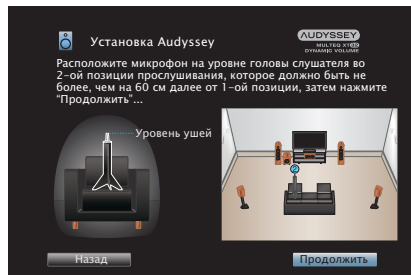 Установка Audyssey
AUDYSSEY
MULTEQ XT32
DYNAMIC VOLUME
Расположите микрофон на уровне головы слушателя во
2-ой позиции прослушивания, которое должно быть не
более, чем на 60 см далее от 1-ой позиции, затем нажмите
"Продолжить"...
Уровень ушей
2
Назад
Продолжить